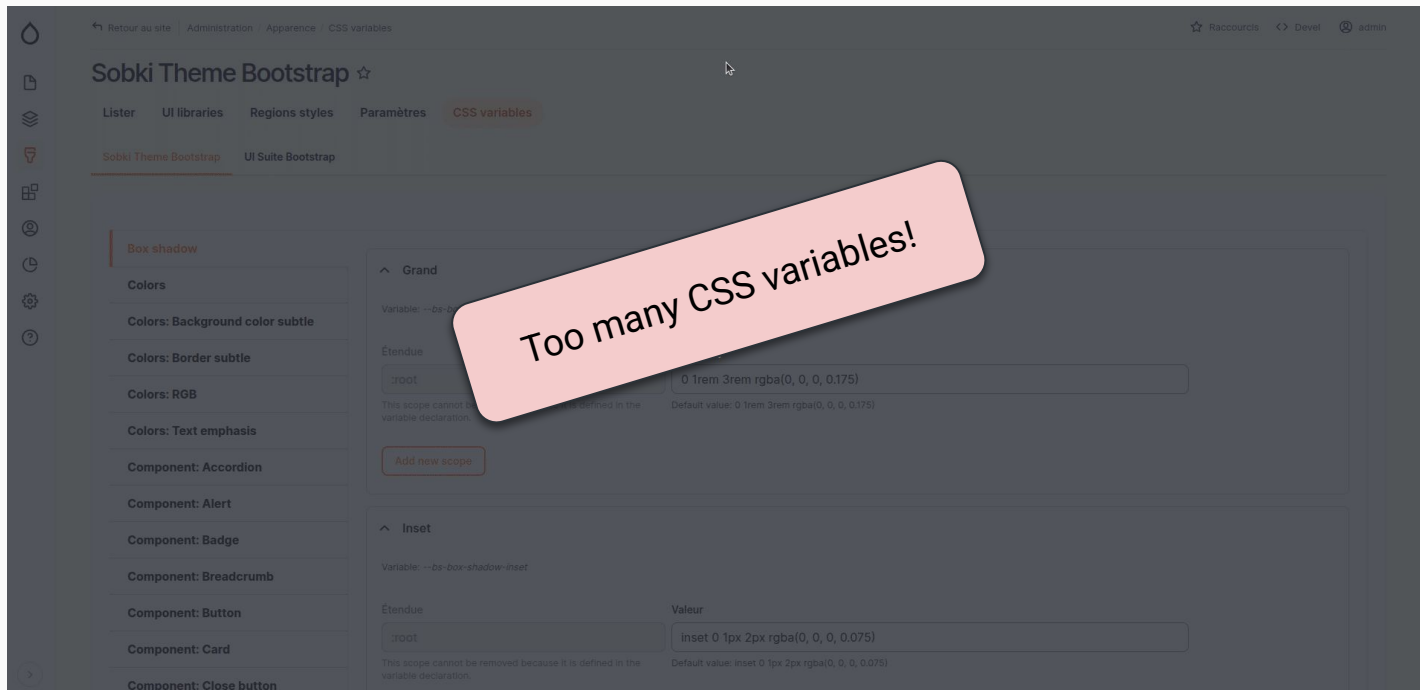 Retour au site / Administration / Apparence / CSS variables
Raccourcis Devel admin
Sobki Theme Bootstrap
Lister UI libraries Regions styles Paramètres CSS variables
Sobki Theme Bootstrap UI Suite Bootstrap
Too many CSS variables!
Box shadow
Colors
Colors: Background color subtle
Colors: Border subtle
Colors: RGB
Colors: Text emphasis
Component: Accordion
Component: Alert
Component: Badge
Component: Breadcrumb
Component: Button
Component: Card
Component: Close button
Grand
Variable:
Étendue
:root
0 1rem 3rem rgba(0, 0, 0, 0.175)
This scope cannot is defined in the
variable declaration.
Default value: 0 1rem 3rem rgba(0, 0, 0, 0.175)
Add new scope
Inset
Variable: --bs-box-shadow-inset
Étendue
Valeur
:root
inset 0 1px 2px rgba(0, 0, 0, 0.075)
This scope cannot be removed because it is defined in the
variable declaration.
Default value: inset 0 1px 2px rgba(0, 0, 0, 0.075)